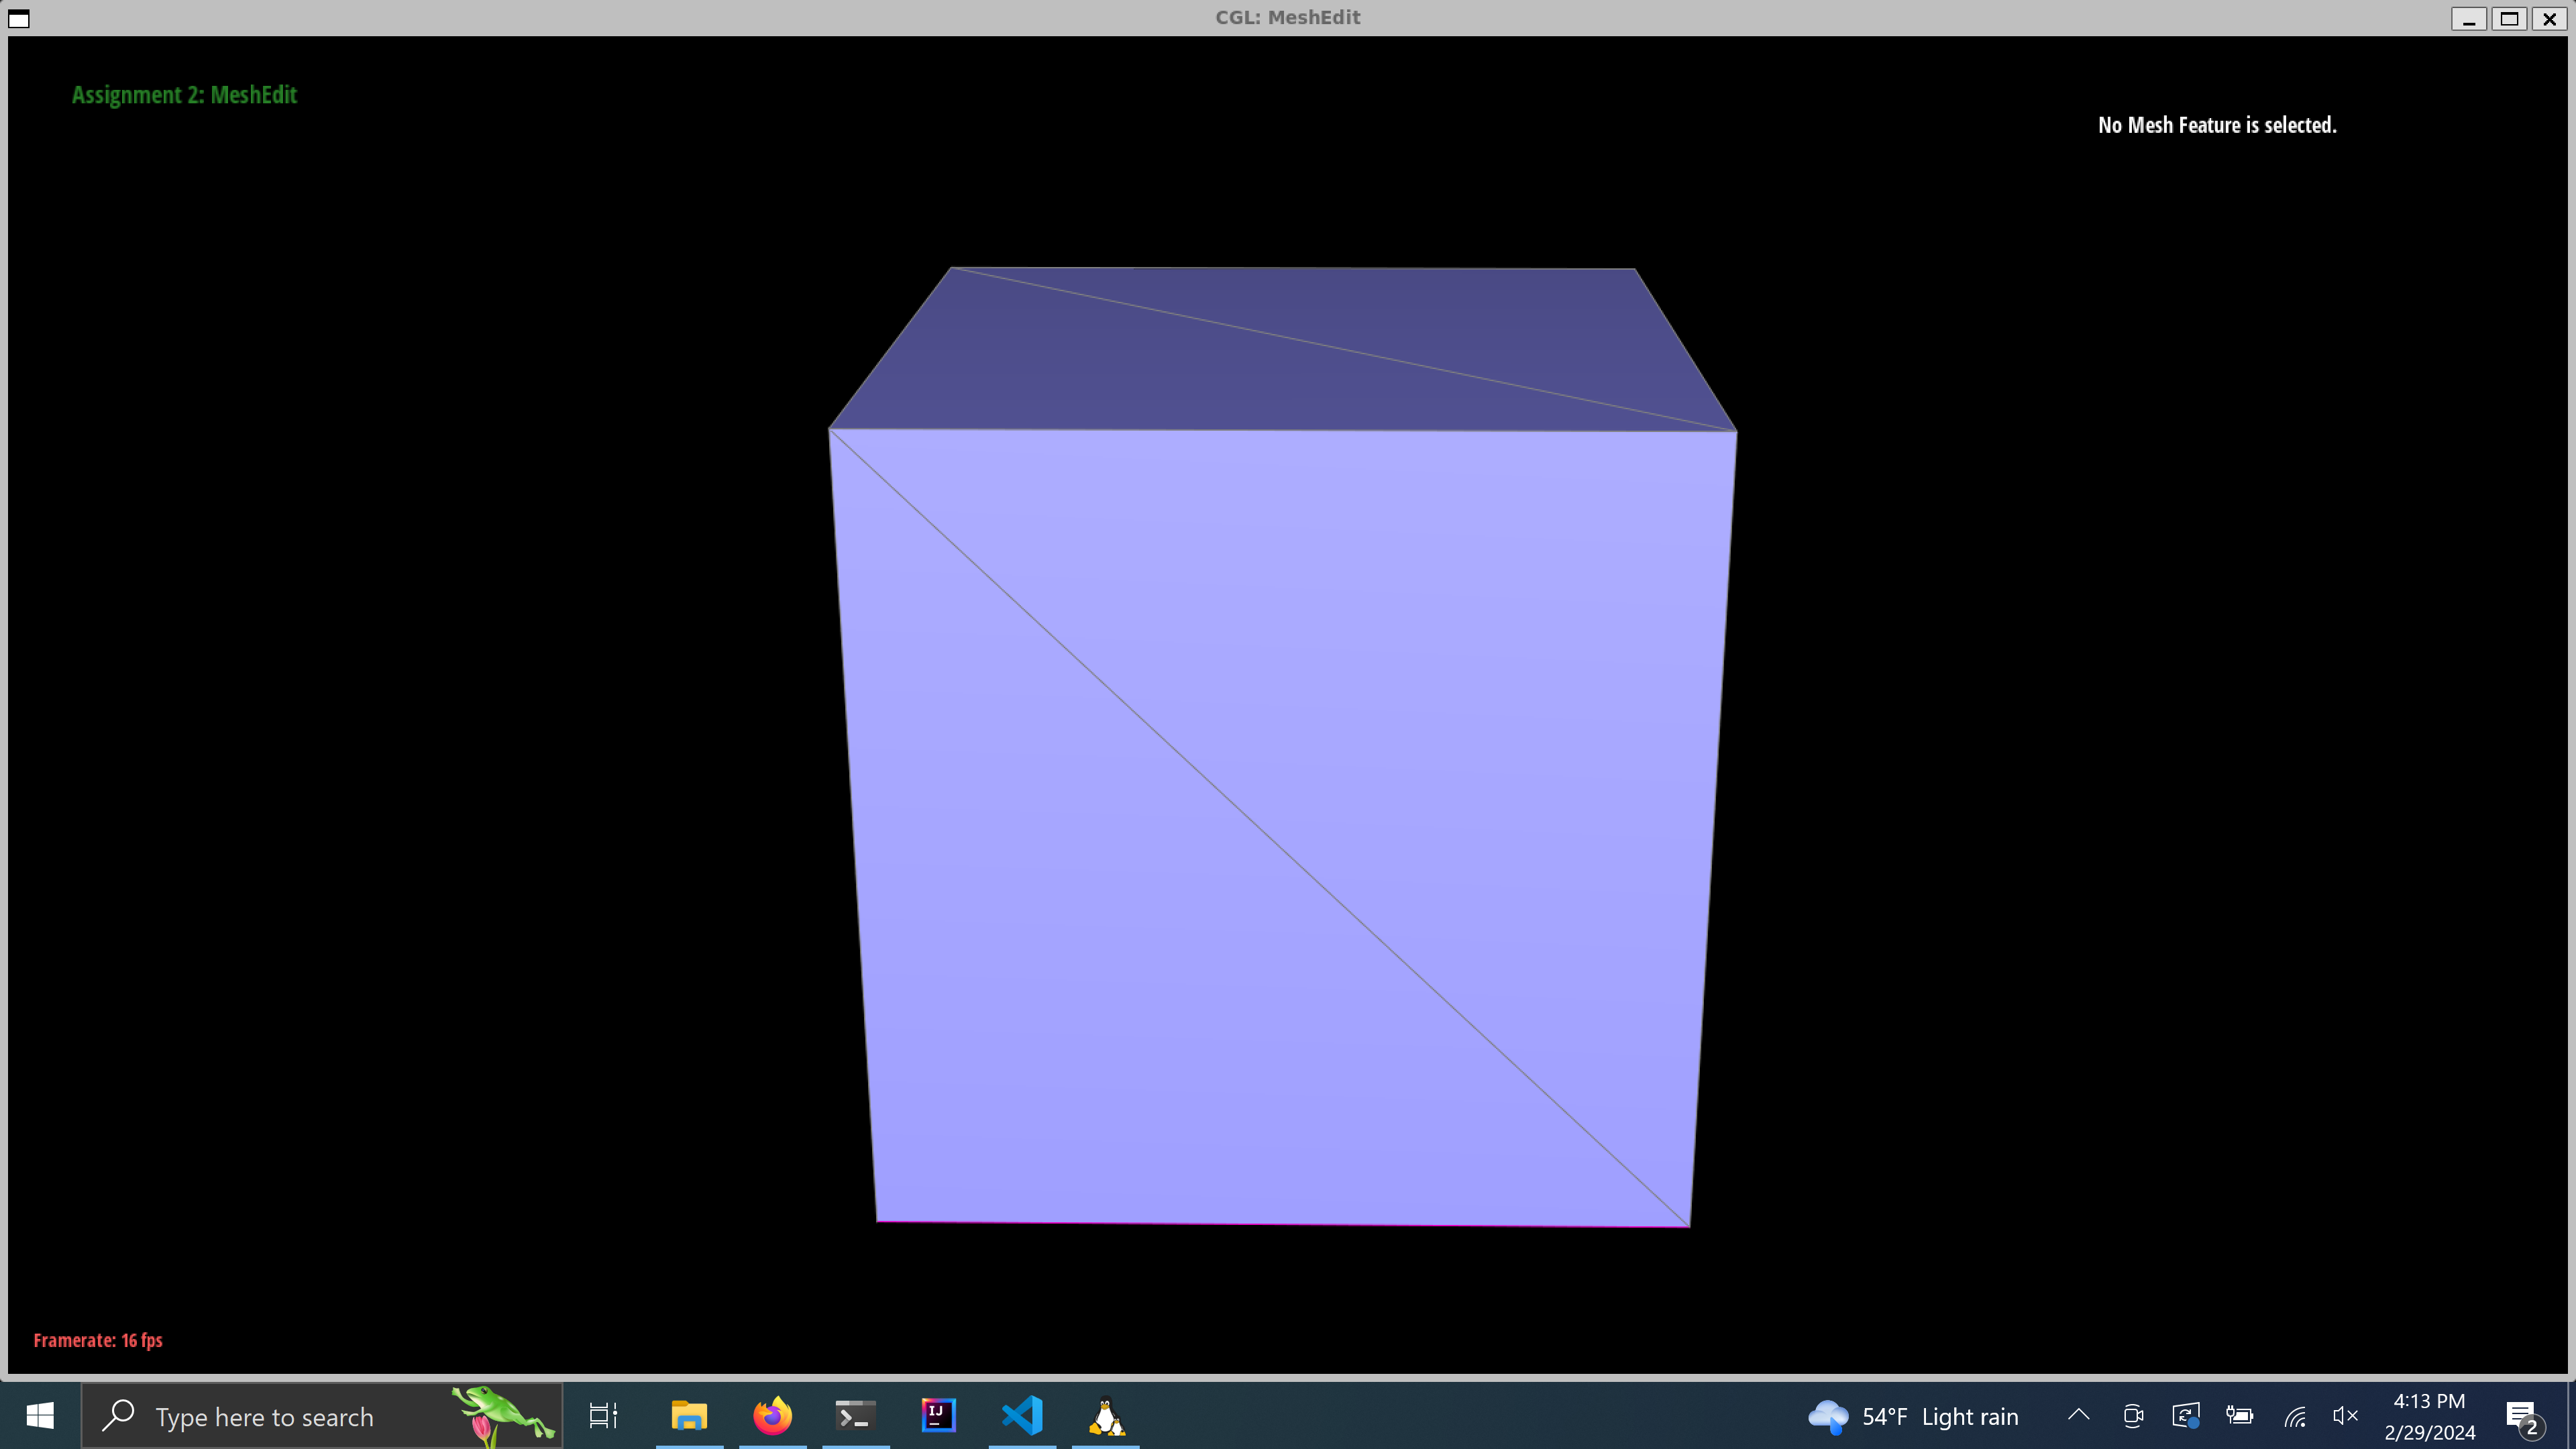 CGL: MeshEdit
Assignment 2: MeshEdit
No Mesh Feature is selected.
Framerate: 16 fps
Type here to search
IJ
54°F Light rain
4:13 PM
2/29/2024
2